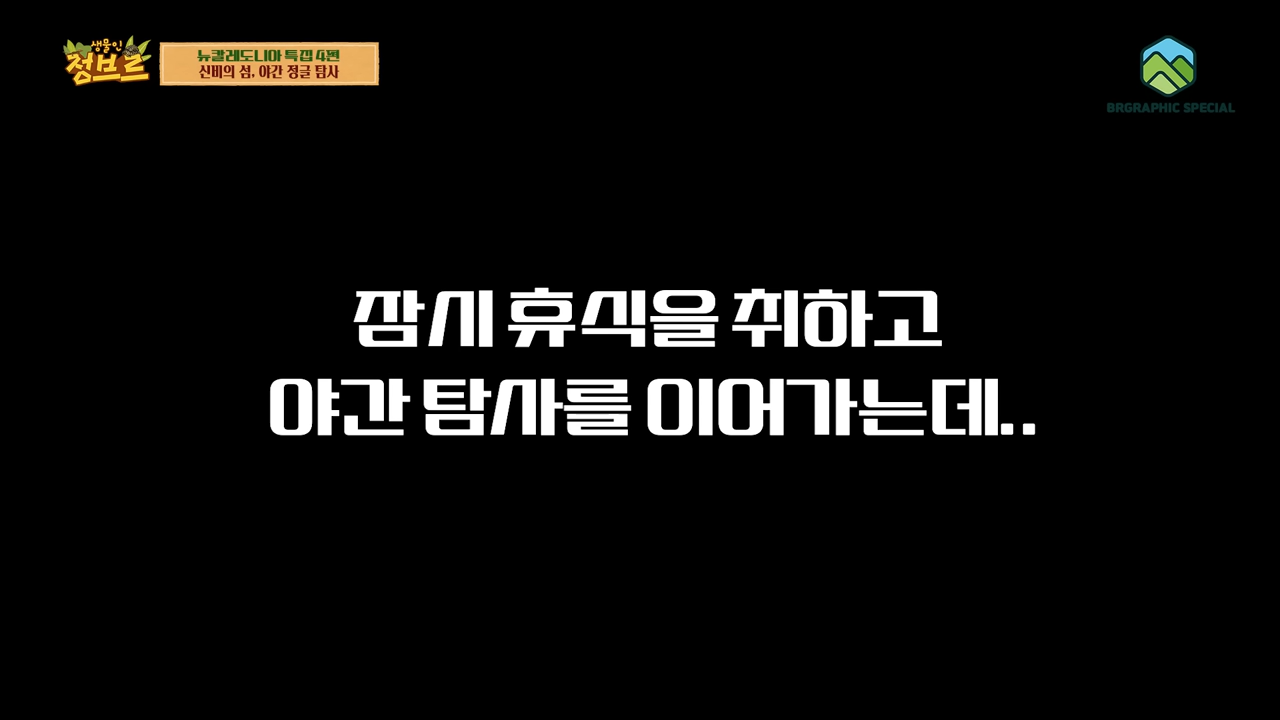 생물인
정브르
뉴칼레도니아 특집 4편
신비의 섬, 야간 정글 탐사
BRGRAPHIC SPECIAL
잠시 휴식을 취하고
야간 탐사를 이어가는데..